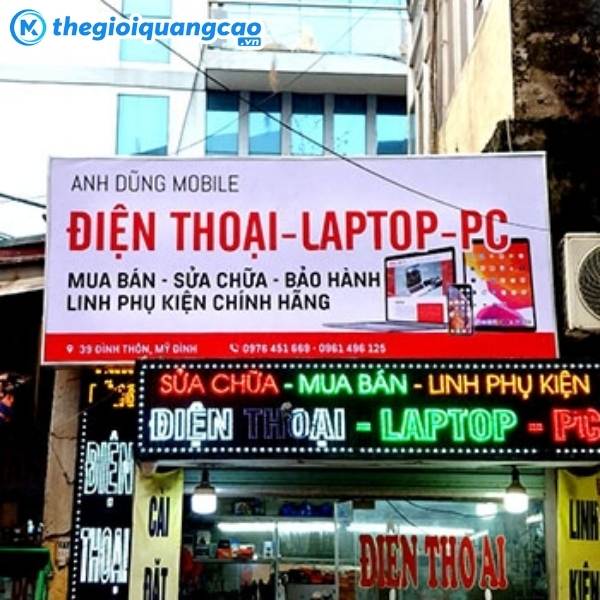 thegioiquangcao
.vn
ANH DŨNG MOBILE
ĐIỆN THOẠI-LAPTOP-PC
MUA BÁN - SỬA CHỮA - BẢO HÀNH
LINH PHỤ KIỆN CHÍNH HÃNG
39 ĐÌNH THÔN, MỸ ĐÌNH 0976 451 669 - 0961 496 125
SỬA CHỮA - MUA BÁN - LINH PHỤ KIỆN
ĐIỆN THOẠI - LAPTOP - PC
ĐIỆN
THOẠI
CÀI
ĐẶT
ĐIỆN THOẠI
LINH
KIỆN